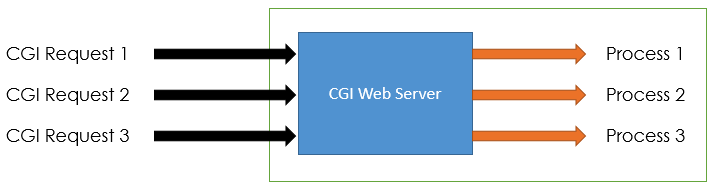 CGI Request 1
CGI Request 2
CGI Request 3
CGI Web Server
Process 1
Process 2
Process 3